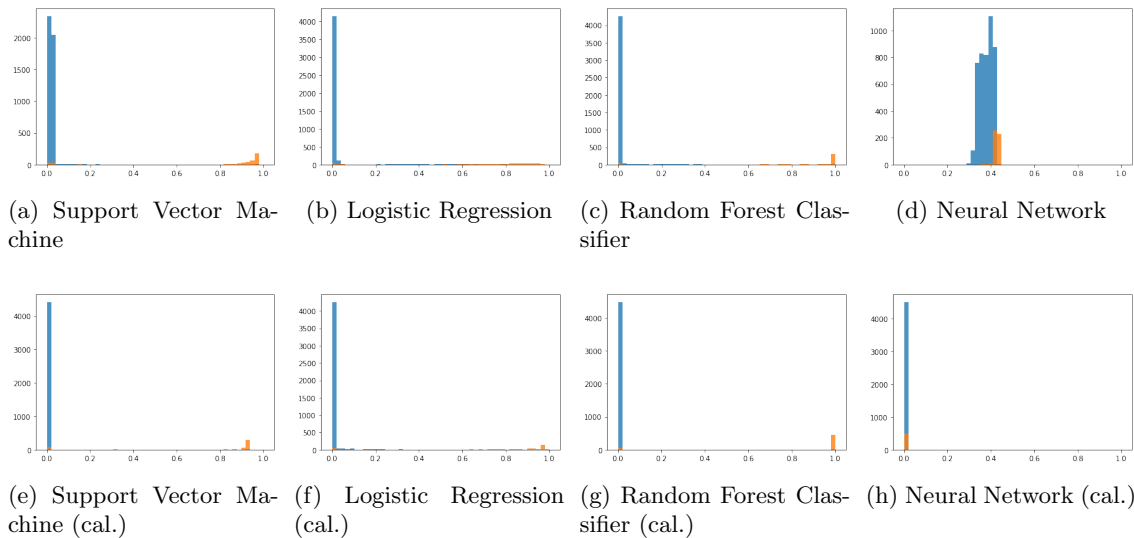 2000
1500
1000
500
0
0.0 0.2 0.4 0.6 0.8 1.0
4000
3500
3000
2500
2000
1500
1000
500
0
0.0 0.2 0.4 0.6 0.8 1.0
4000
3500
3000
2500
2000
1500
1000
500
0
0.0 0.2 0.4 0.6 0.8 1.0
1000
800
600
400
200
0
0.0 0.2 0.4 0.6 0.8 1.0
(a) Support Vector Ma-
chine
(b) Logistic Regression
(c) Random Forest Clas-
sifier
(d) Neural Network
4000
3000
2000
1000
0
0.0 0.2 0.4 0.6 0.8 1.0
4000
3500
3000
2500
2000
1500
1000
500
0
0.0 0.2 0.4 0.6 0.8 1.0
4000
3000
2000
1000
0
0.0 0.2 0.4 0.6 0.8 1.0
4000
3000
2000
1000
0
0.0 0.2 0.4 0.6 0.8 1.0
(e) Support Vector Ma-
chine (cal.)
(f) Logistic Regression
(cal.)
(g) Random Forest Clas-
sifier (cal.)
(h) Neural Network (cal.)